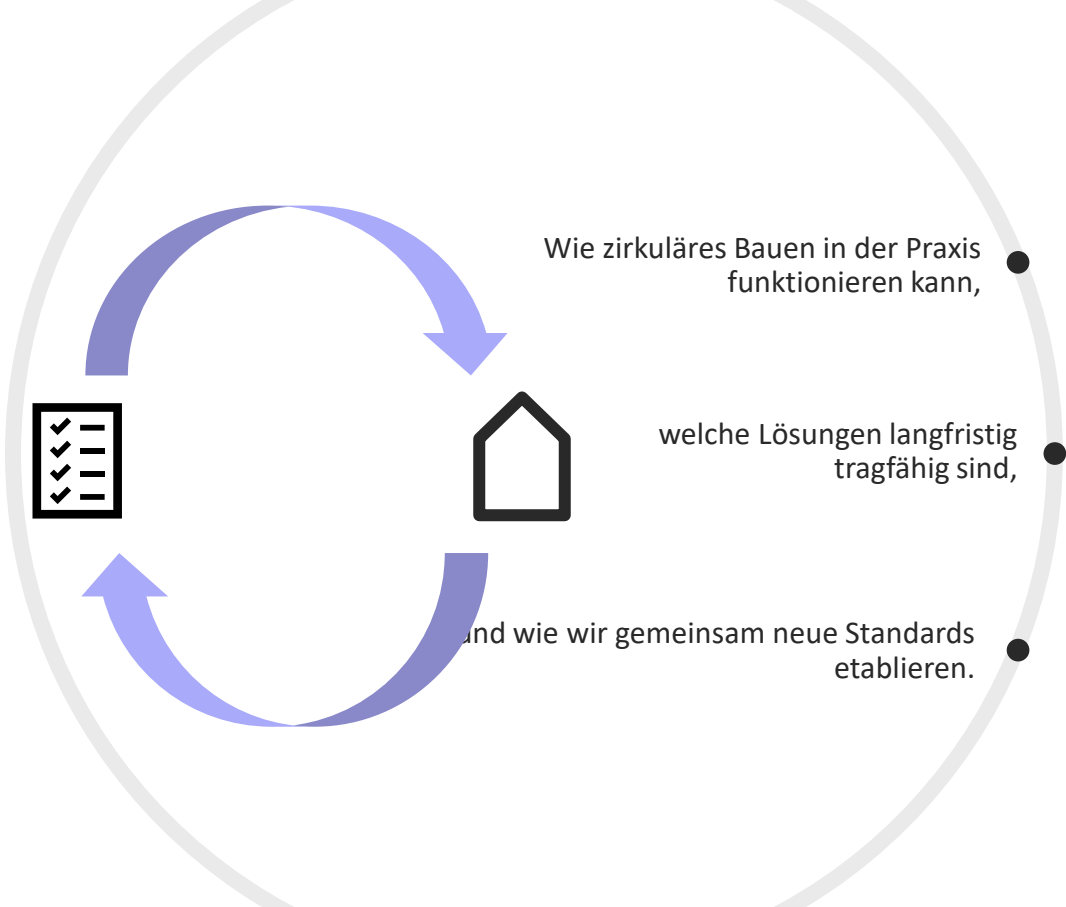 Wie zirkuläres Bauen in der Praxis
funktionieren kann,
welche Lösungen langfristig
tragfähig sind,
und wie wir gemeinsam neue Standards
etablieren.